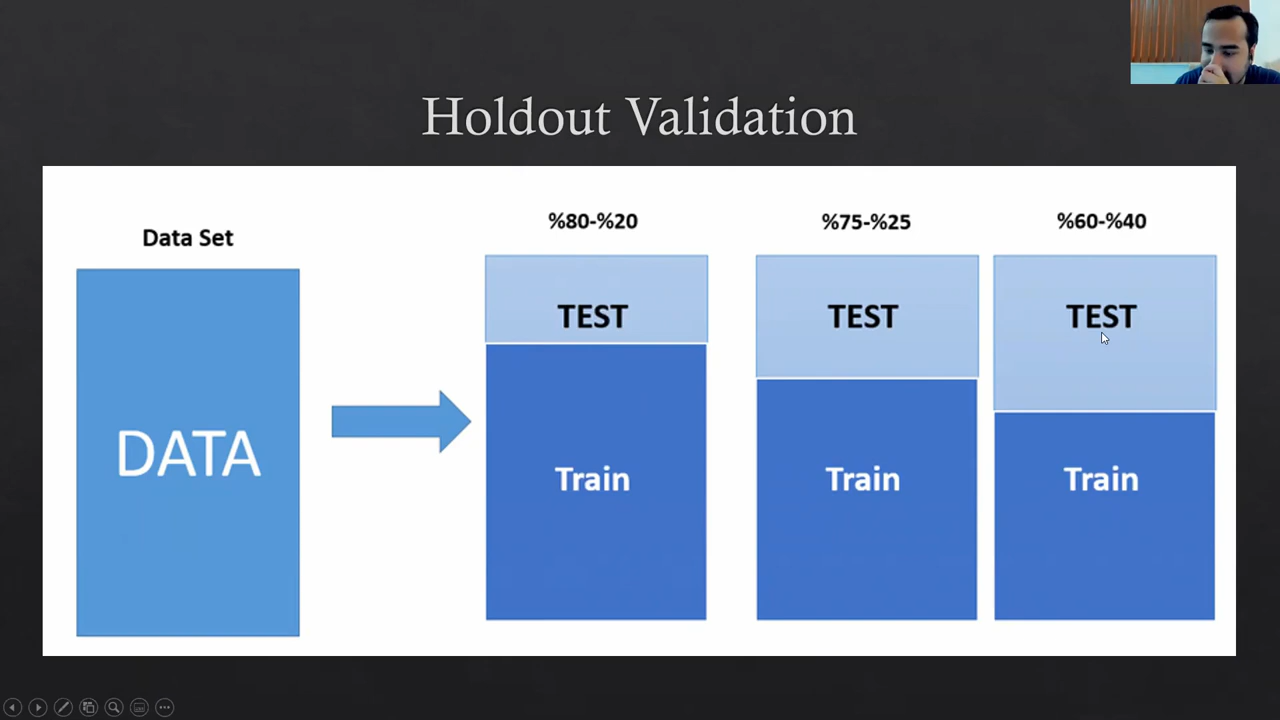 Holdout Validation
Data Set
DATA
%80-%20
TEST
Train
%75-%25
TEST
Train
%60-%40
TEST
Train